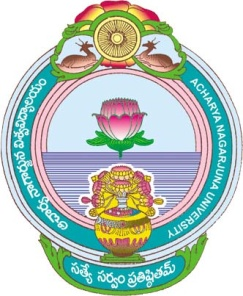 ఆచార్య నాగార్జున విశ్వవిద్యాలయం
ACHARYA NAGARJUNA UNIVERSITY
సత్యే సర్వం ప్రతిష్ఠితమ్